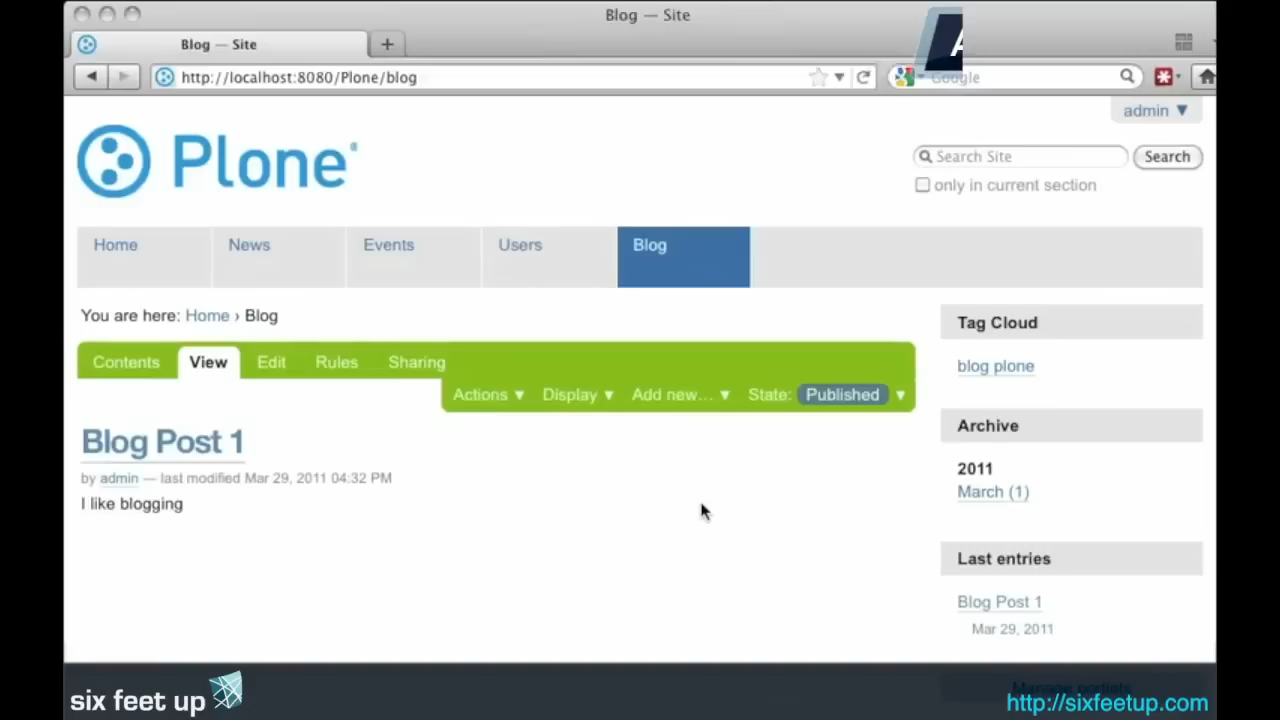 Blog — Site
Blog — Site
http://localhost:8080/Plone/blog
Google
admin ▼
Plone®
Search Site
Search
only in current section
Home
News
Events
Users
Blog
You are here: Home › Blog
Contents
View
Edit
Rules
Sharing
Actions ▼
Display ▼
Add new... ▼
State: Published ▼
Blog Post 1
by admin — last modified Mar 29, 2011 04:32 PM
I like blogging
Tag Cloud
blog plone
Archive
2011
March (1)
Last entries
Blog Post 1
Mar 29, 2011
Manage portlets
six feet up
http://sixfeetup.com